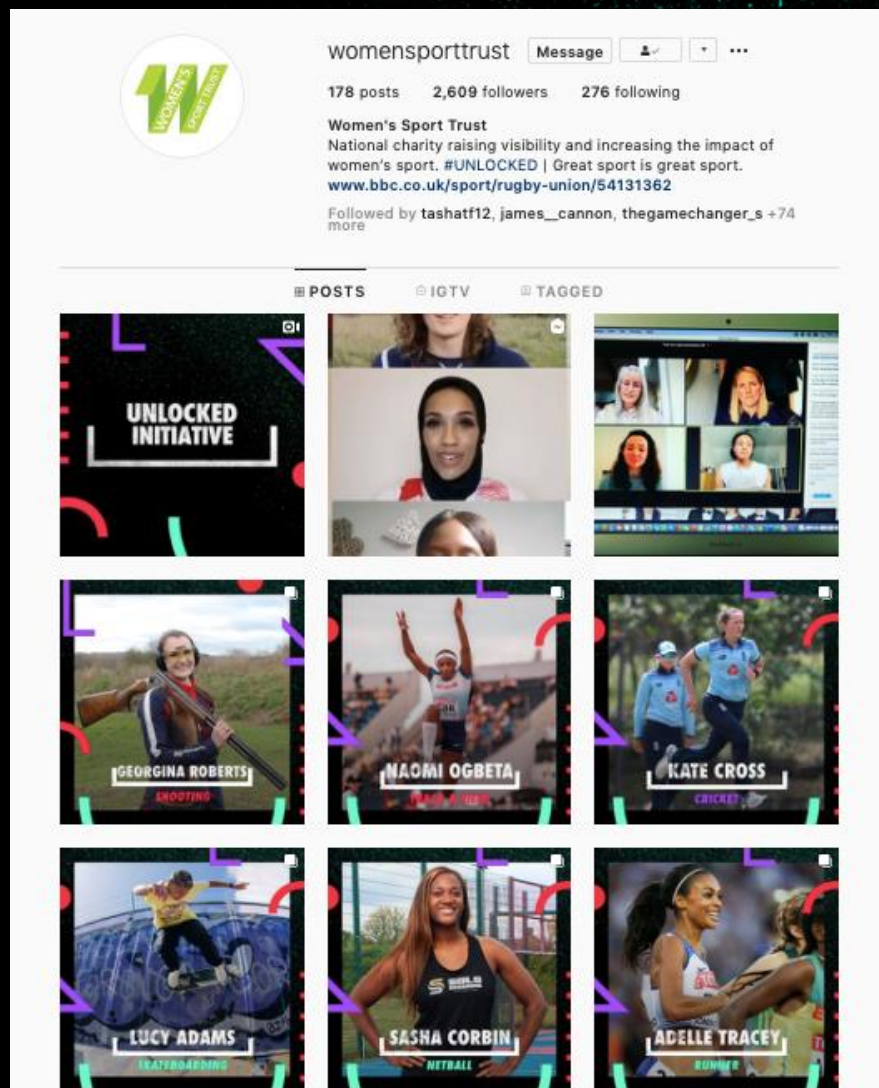 womensporttrust Message
178 posts 2,609 followers 276 following
Women's Sport Trust
National charity raising visibility and increasing the impact of
women's sport. #UNLOCKED | Great sport is great sport.
www.bbc.co.uk/sport/rugby-union/54131362
Followed by tashatf12, james__cannon, thegamechanger_s +74
more
WOMEN'S
SPORT TRUST
POSTS IGTV TAGGED
UNLOCKED
INITIATIVE
GEORGINA ROBERTS
SHOOTING
NAOMI OGBETA
KATE CROSS
CRICKET
LUCY ADAMS
SKATEBOARDING
SASHA CORBIN
NETBALL
ADELLE TRACEY
RUNNER